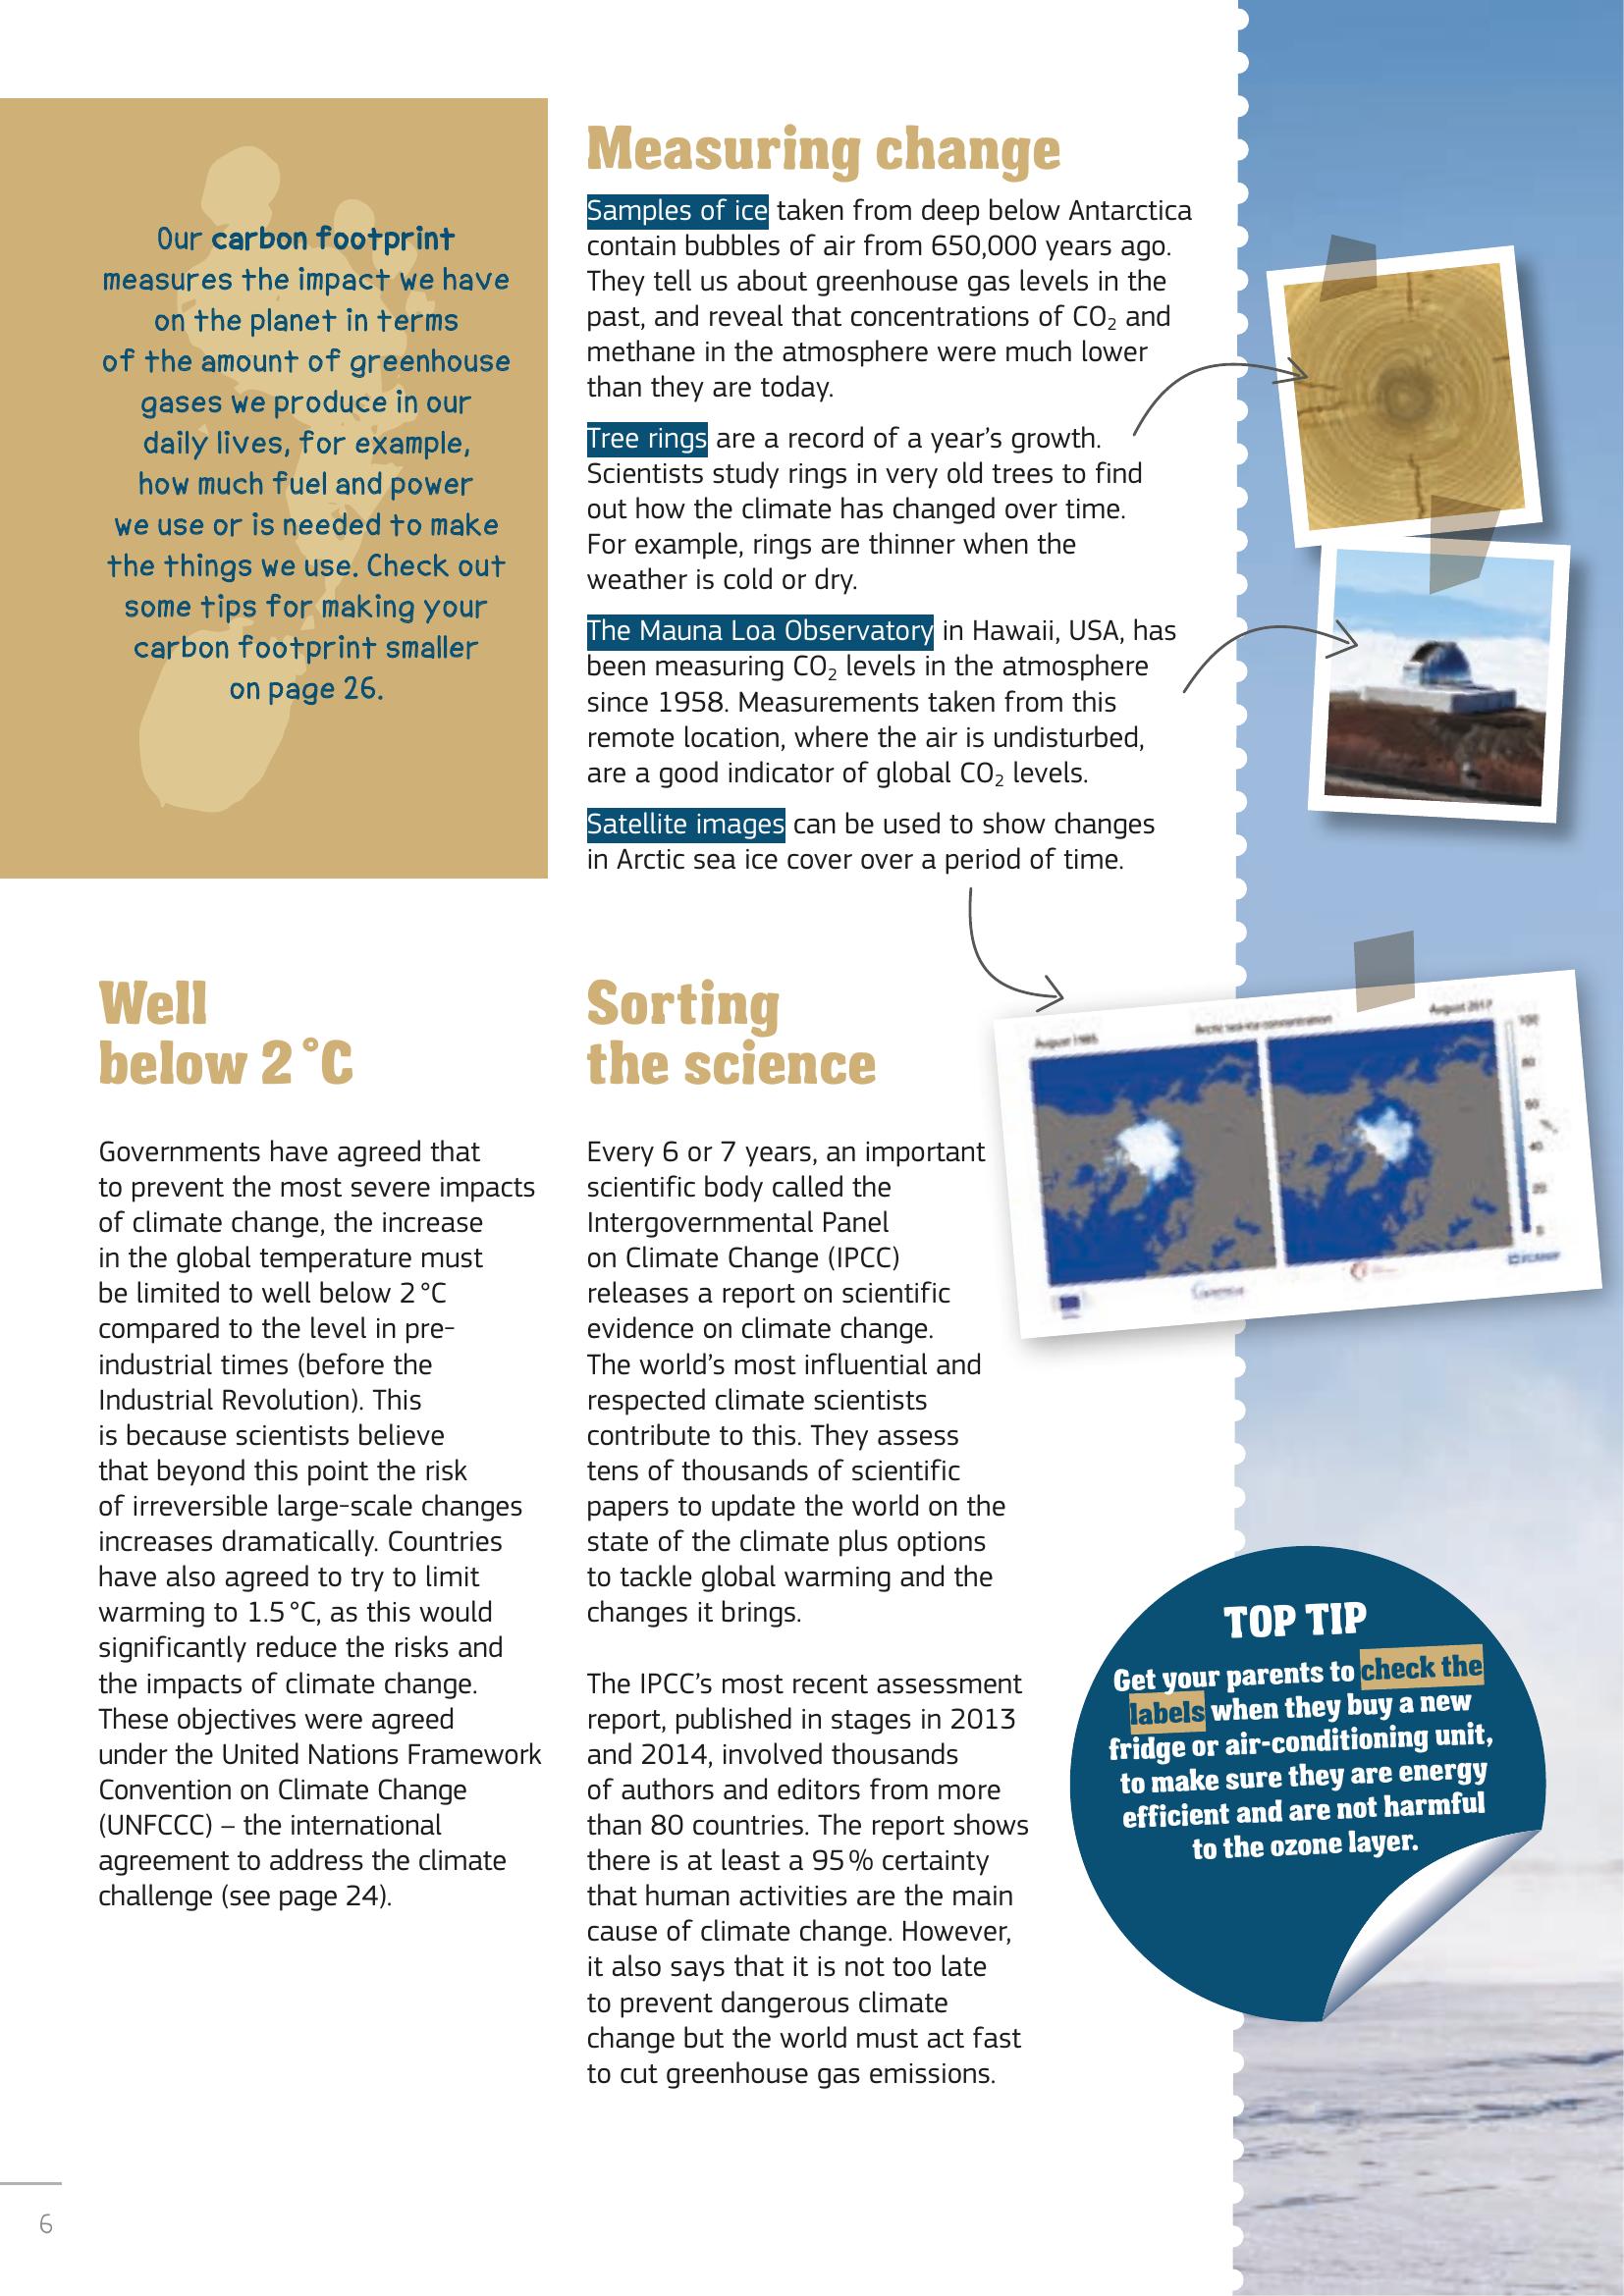 Our carbon footprint
measures the impact we have
on the planet in terms
of the amount of greenhouse
gases we produce in our
daily lives, for example,
how much fuel and power
we use or is needed to make
the things we use. Check out
some tips for making your
carbon footprint smaller
on page 26.
Measuring change
Samples of ice taken from deep below Antarctica
contain bubbles of air from 650,000 years ago.
They tell us about greenhouse gas levels in the
past, and reveal that concentrations of CO₂ and
methane in the atmosphere were much lower
than they are today.
Tree rings are a record of a year's growth.
Scientists study rings in very old trees to find
out how the climate has changed over time.
For example, rings are thinner when the
weather is cold or dry.
The Mauna Loa Observatory in Hawaii, USA, has
been measuring CO₂ levels in the atmosphere
since 1958. Measurements taken from this
remote location, where the air is undisturbed,
are a good indicator of global CO₂ levels.
Satellite images can be used to show changes
in Arctic sea ice cover over a period of time.
August 1985
Arctic sea-ice concentration
August 2017
100
80
60
40
20
0
Well
below 2 °C
Governments have agreed that
to prevent the most severe impacts
of climate change, the increase
in the global temperature must
be limited to well below 2 °C
compared to the level in pre-
industrial times (before the
Industrial Revolution). This
is because scientists believe
that beyond this point the risk
of irreversible large-scale changes
increases dramatically. Countries
have also agreed to try to limit
warming to 1.5 °C, as this would
significantly reduce the risks and
the impacts of climate change.
These objectives were agreed
under the United Nations Framework
Convention on Climate Change
(UNFCCC) – the international
agreement to address the climate
challenge (see page 24).
Sorting
the science
Every 6 or 7 years, an important
scientific body called the
Intergovernmental Panel
on Climate Change (IPCC)
releases a report on scientific
evidence on climate change.
The world's most influential and
respected climate scientists
contribute to this. They assess
tens of thousands of scientific
papers to update the world on the
state of the climate plus options
to tackle global warming and the
changes it brings.
The IPCC's most recent assessment
report, published in stages in 2013
and 2014, involved thousands
of authors and editors from more
than 80 countries. The report shows
there is at least a 95 % certainty
that human activities are the main
cause of climate change. However,
it also says that it is not too late
to prevent dangerous climate
change but the world must act fast
to cut greenhouse gas emissions.
TOP TIP
Get your parents to check the
labels when they buy a new
fridge or air-conditioning unit,
to make sure they are energy
efficient and are not harmful
to the ozone layer.
6